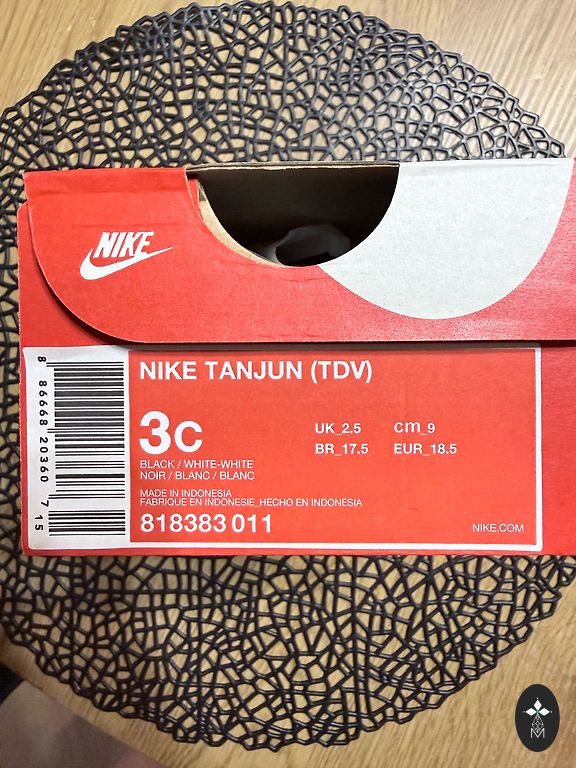 NIKE
NIKE TANJUN (TDV)
3C
UK_2.5 cm_9
BR_17.5 EUR_18.5
BLACK / WHITE-WHITE
NOIR / BLANC / BLANC
MADE IN INDONESIA
FABRIQUE EN INDONESIE_HECHO EN INDONESIA
818383 011
NIKE.COM
8 86668 20360 7 15
M